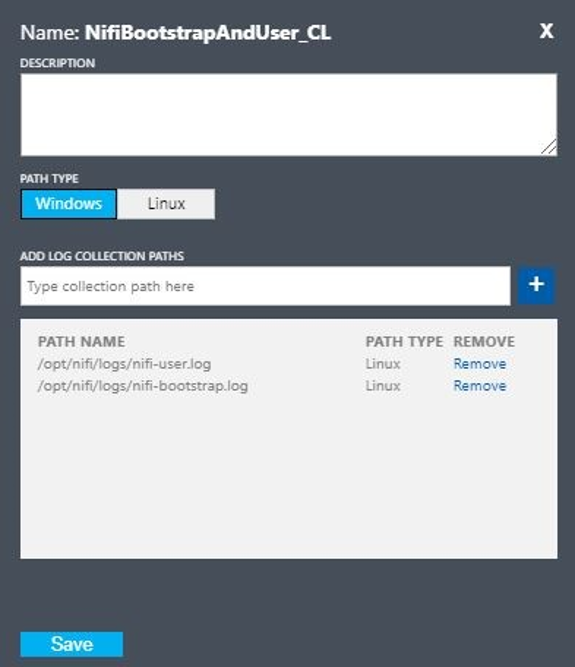 Name: NifiBootstrapAndUser_CL X
DESCRIPTION
PATH TYPE
Windows Linux
ADD LOG COLLECTION PATHS
Type collection path here +
PATH NAME PATH TYPE REMOVE
/opt/nifi/logs/nifi-user.log Linux Remove
/opt/nifi/logs/nifi-bootstrap.log Linux Remove
Save